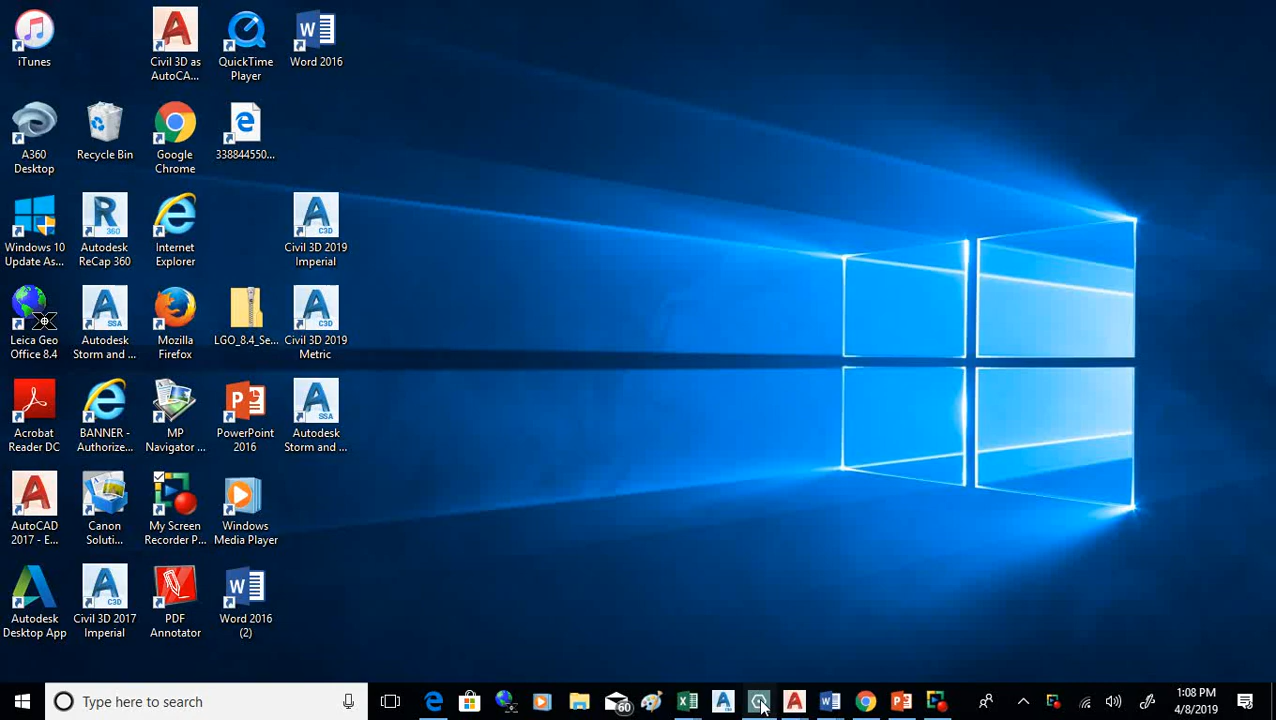 iTunes
Civil 3D as
AutoCA...
QuickTime
Player
Word 2016
A360
Desktop
Recycle Bin
Google
Chrome
338844550...
Windows 10
Update As...
Autodesk
ReCap 360
Internet
Explorer
Civil 3D 2019
Imperial
Leica Geo
Office 8.4
Autodesk
Storm and ...
Mozilla
Firefox
LGO_8.4_Se...
Civil 3D 2019
Metric
Acrobat
Reader DC
BANNER -
Authorize...
MP
Navigator ...
PowerPoint
2016
Autodesk
Storm and ...
AutoCAD
2017 - E...
Canon
Soluti...
My Screen
Recorder P...
Windows
Media Player
Autodesk
Desktop App
Civil 3D 2017
Imperial
PDF
Annotator
Word 2016
(2)
Type here to search
60
1:08 PM
4/8/2019